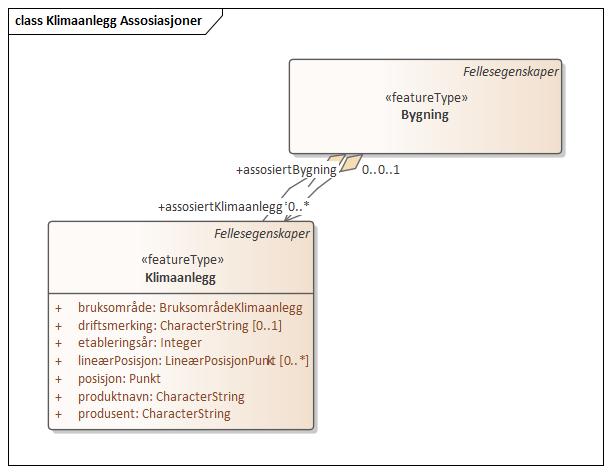 class Klimaanlegg Assosiasjoner
Fellesegenskaper
«featureType»
Bygning
+assosiertBygning 0..0..1
+assosiertKlimaanlegg 0..*
Fellesegenskaper
«featureType»
Klimaanlegg
+ bruksområde: BruksområdeKlimaanlegg
+ driftsmerking: CharacterString [0..1]
+ etableringsår: Integer
+ lineærPosisjon: LineærPosisjonPunkt [0..*]
+ posisjon: Punkt
+ produktnavn: CharacterString
+ produsent: CharacterString